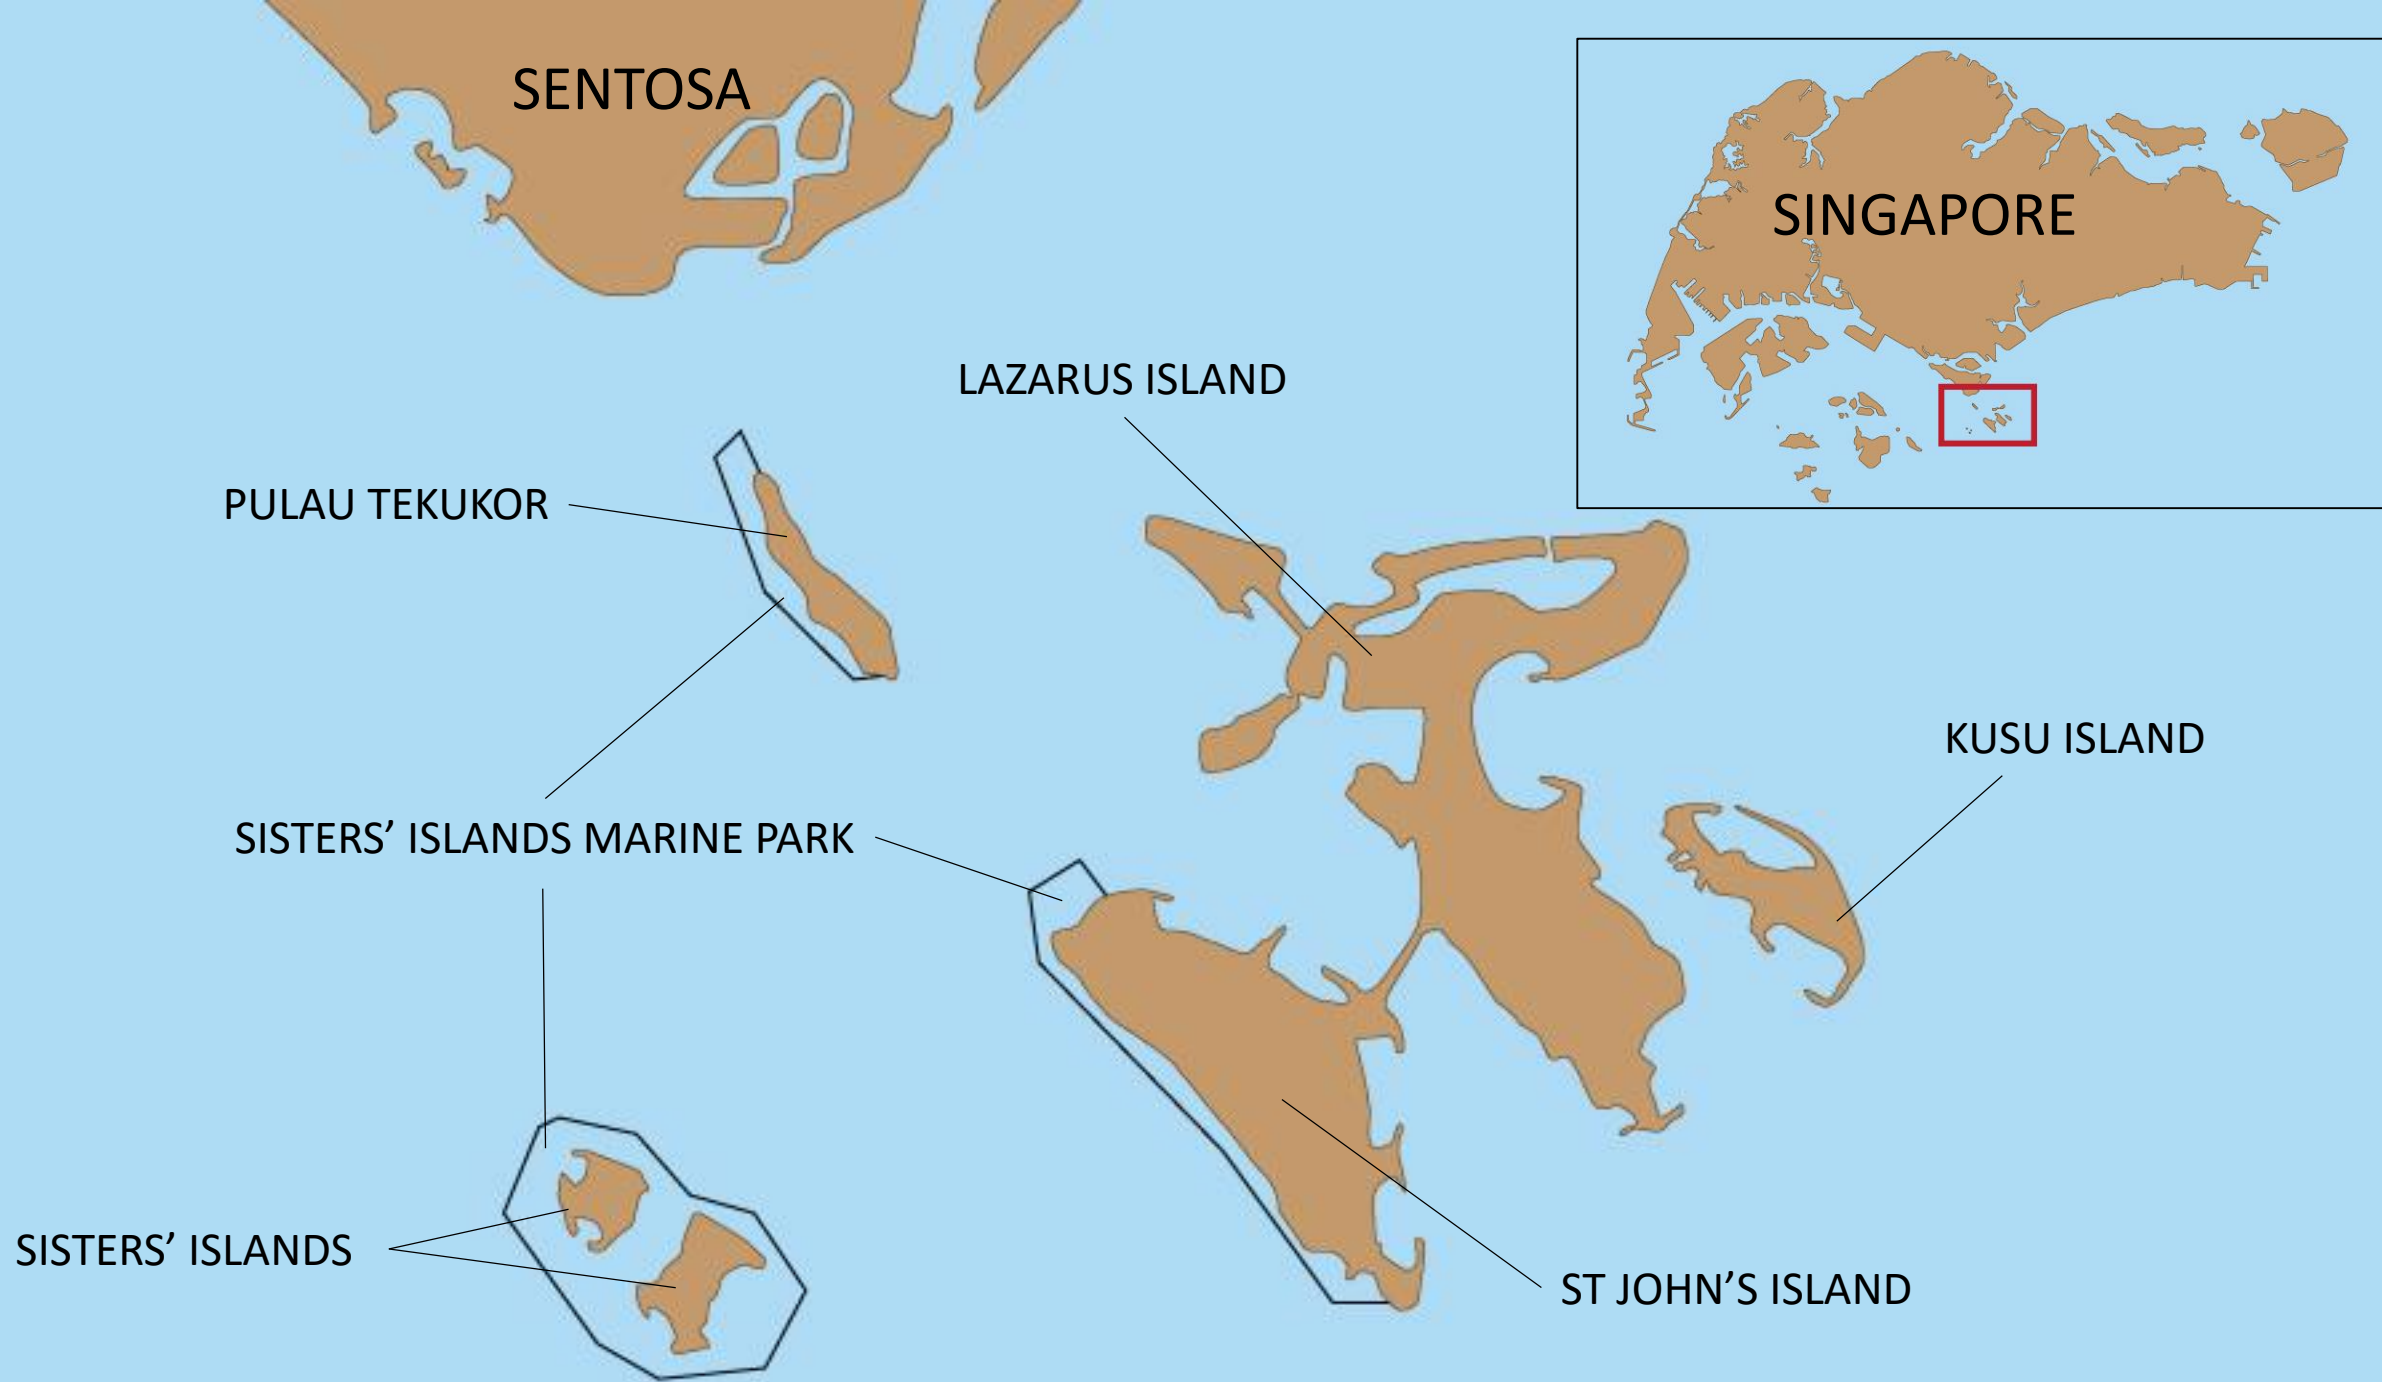 SENTOSA
SINGAPORE
LAZARUS ISLAND
PULAU TEKUKOR
KUSU ISLAND
SISTERS’ ISLANDS MARINE PARK
SISTERS’ ISLANDS
ST JOHN’S ISLAND